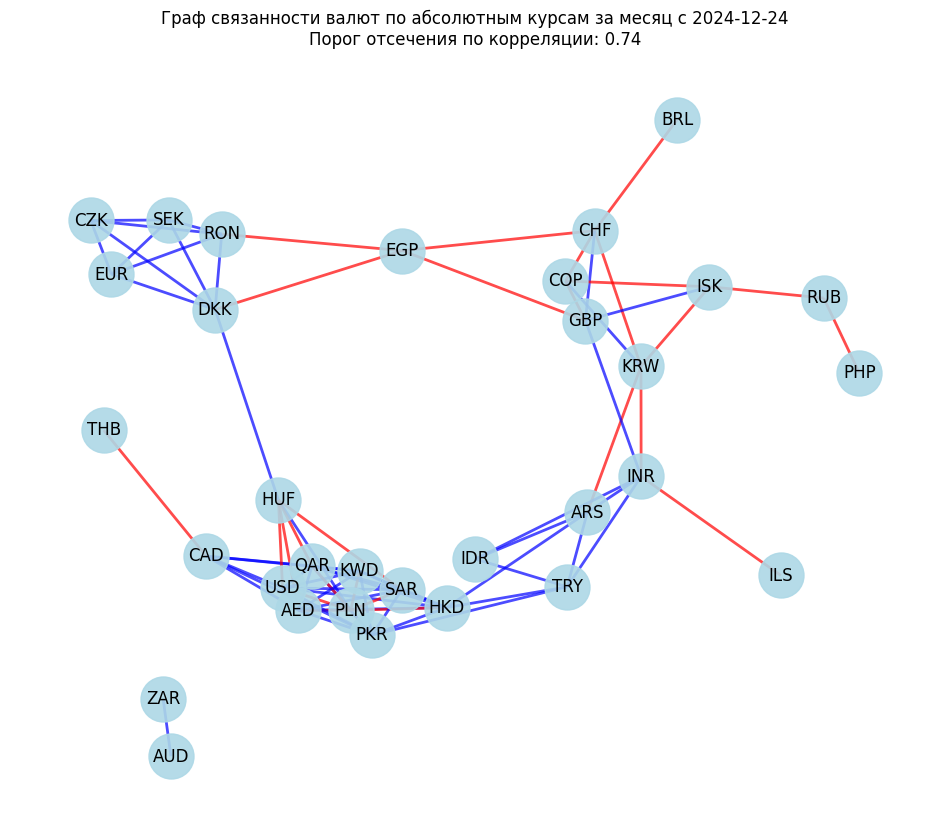 Граф связанности валют по абсолютным курсам за месяц с 2024-12-24
Порог отсечения по корреляции: 0.74
BRL
CZK
SEK
RON
CHF
EGP
EUR
COP
ISK
RUB
DKK
GBP
KRW
PHP
THB
INR
HUF
ARS
CAD
IDR
QAR
KWD
ILS
USD
SAR
TRY
AED
PLN
HKD
PKR
ZAR
AUD